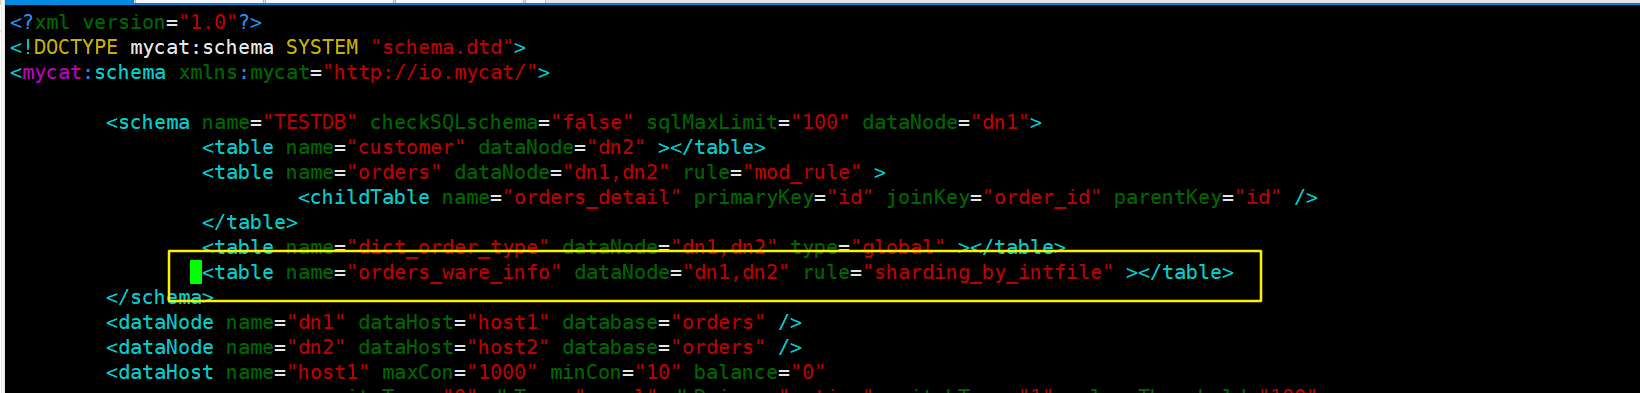 <?xml version="1.0"?>
<!DOCTYPE mycat:schema SYSTEM "schema.dtd">
<mycat:schema xmlns:mycat="http://io.mycat/">
<schema name="TESTDB" checkSQLschema="false" sqlMaxLimit="100" dataNode="dn1">
<table name="customer" dataNode="dn2" ></table>
<table name="orders" dataNode="dn1,dn2" rule="mod_rule" >
<childTable name="orders_detail" primaryKey="id" joinKey="order_id" parentKey="id" />
</table>
<table name="dict_order_type" dataNode="dn1,dn2" type="global" ></table>
<table name="orders_ware_info" dataNode="dn1,dn2" rule="sharding_by_intfile" ></table>
</schema>
<dataNode name="dn1" dataHost="host1" database="orders" />
<dataNode name="dn2" dataHost="host2" database="orders" />
<dataHost name="host1" maxCon="1000" minCon="10" balance="0"